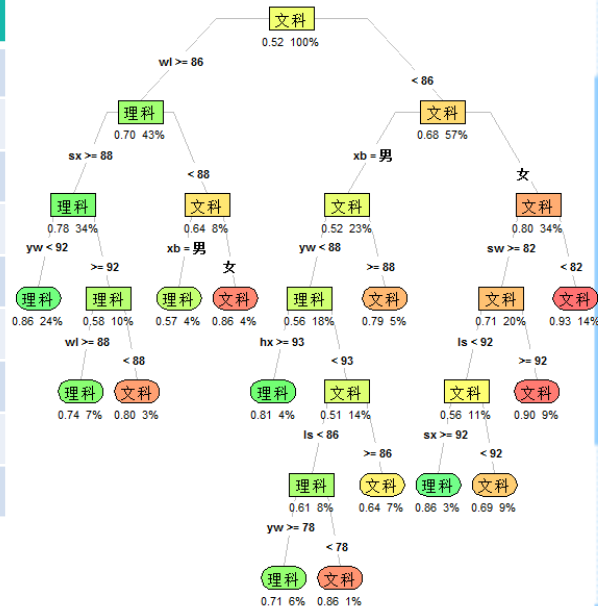 文科
0.52 100%
wl >= 86
< 86
理科
文科
0.70 43%
0.68 57%
sx >= 88
< 88
xb = 男
女
理科
文科
文科
文科
0.78 34%
0.64 8%
0.52 23%
0.80 34%
yw < 92
>= 92
xb = 男
女
yw < 88
>= 88
sw >= 82
< 82
理科
理科
理科
文科
理科
文科
文科
文科
0.86 24%
0.58 10%
0.57 4%
0.86 4%
0.56 18%
0.79 5%
0.71 20%
0.93 14%
wl >= 88
< 88
hx >= 93
< 93
ls < 92
>= 92
理科
文科
理科
文科
文科
文科
0.74 7%
0.80 3%
0.81 4%
0.51 14%
0.56 11%
0.90 9%
ls < 86
>= 86
sx >= 92
< 92
理科
文科
理科
文科
0.61 8%
0.64 7%
0.86 3%
0.69 9%
yw >= 78
< 78
理科
文科
0.71 6%
0.86 1%